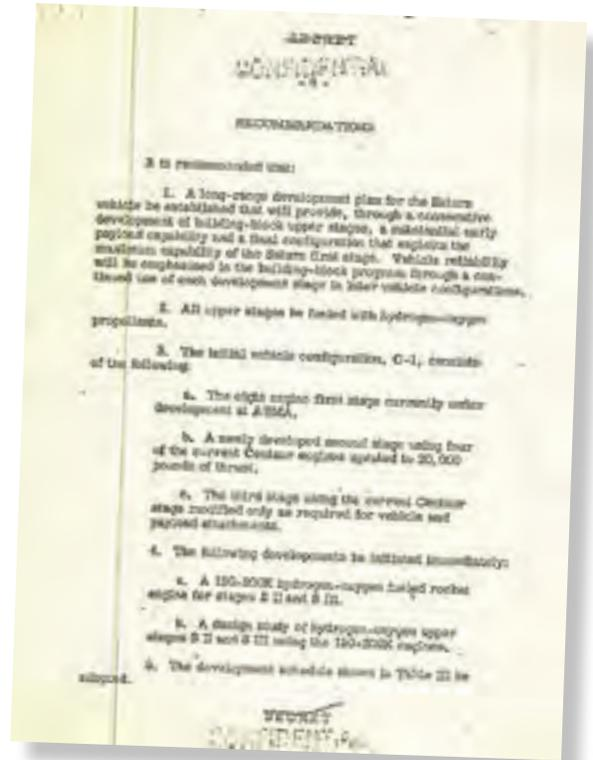 SECRET
CONFIDENTIAL
RECOMMENDATIONS
It is recommended that:
1. A long-range development plan for the Saturn
vehicle be established that will provide, through a consecutive
development of building-block upper stages, a substantial early
payload capability and a final configuration that exploits the
maximum capability of the Saturn first stage. Vehicle reliability
will be emphasized in the building-block program through a con-
tinued use of each development stage in later vehicle configurations.
2. All upper stages be fueled with hydrogen-oxygen
propellants.
3. The initial vehicle configuration, C-1, consists
of the following:
a. The eight engine first stage currently under
development at ABMA.
b. A newly developed second stage using four
of the current Centaur engines uprated to 20,000
pounds of thrust.
c. The third stage using the current Centaur
stage modified only as required for vehicle and
payload attachments.
4. The following developments be initiated immediately:
a. A 150-200K hydrogen-oxygen fueled rocket
engine for stages S II and S III.
b. A design study of hydrogen-oxygen upper
stages S II and S III using the 150-200K engines.
5. The development schedule shown in Table III be
adopted.
SECRET
CONFIDENTIAL